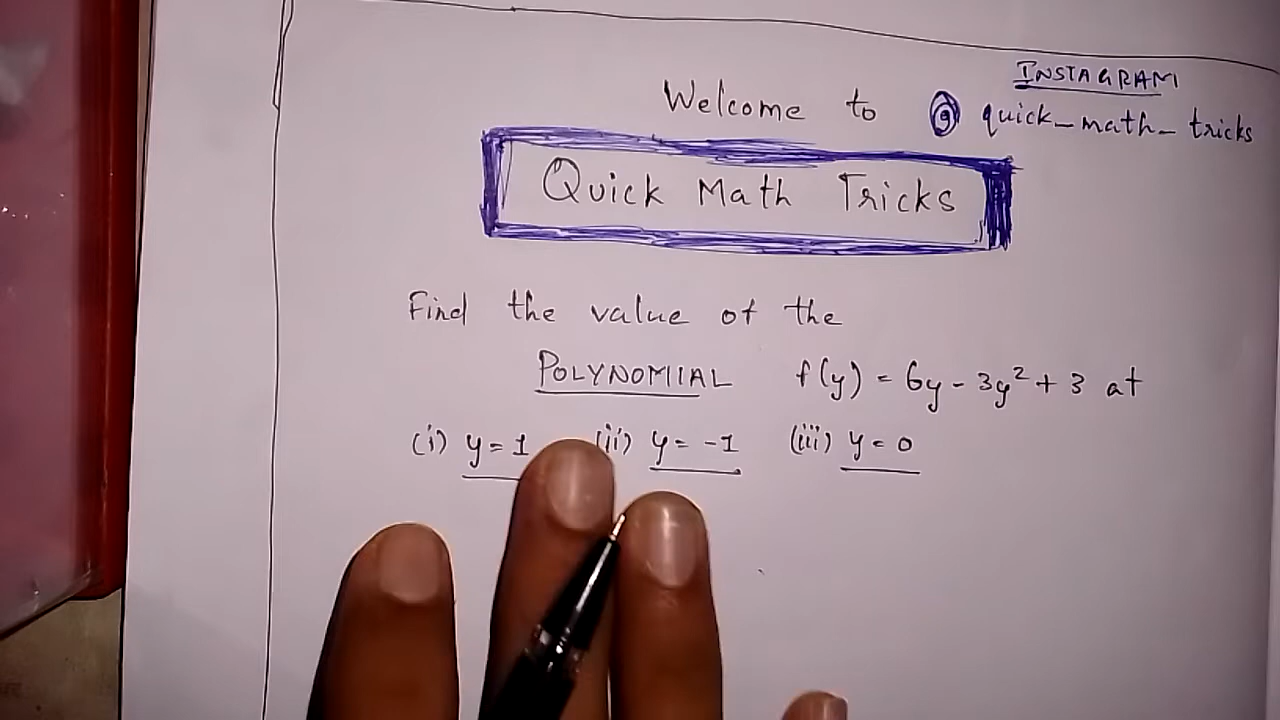 INSTAGRAM
Welcome to @ quick_math_tricks
Quick Math Tricks
Find the value of the
POLYNOMIAL f(y) = 6y - 3y² + 3 at
(i) y = 1 (ii) y = -1 (iii) y = 0